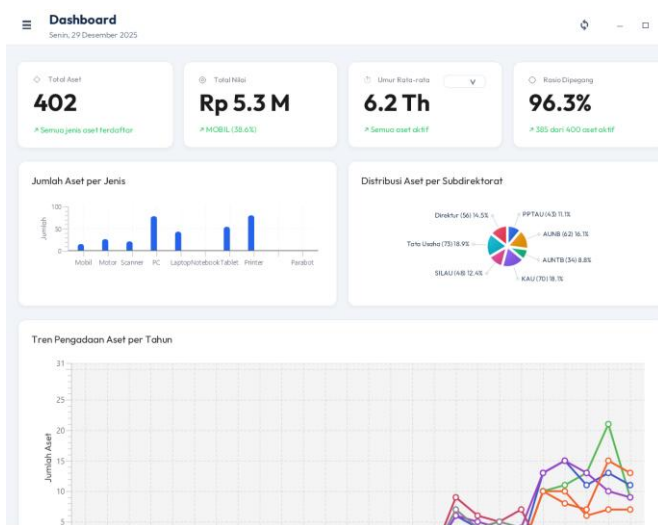 Dashboard
Senin, 29 Desember 2025
Total Aset
402
↗ Semua jenis aset terdaftar
Total Nilai
Rp 5.3 M
↗ MOBIL (38.6%)
Umur Rata-rata
6.2 Th
↗ Semua aset aktif
Rasio Dipegang
96.3%
↗ 385 dari 400 aset aktif
Jumlah Aset per Jenis
Jumlah
100
50
0
Mobil Motor Scanner PC Laptop Notebook Tablet Printer Parabot
Distribusi Aset per Subdirektorat
Direktur (56) 14.5%
PPTAU (43) 11.1%
AUNB (62) 16.1%
Tata Usaha (73) 18.9%
AUNTB (34) 8.8%
SILAU (48) 12.4%
KAU (70) 18.1%
Tren Pengadaan Aset per Tahun
Jumlah Aset
31
25
20
15
10
5